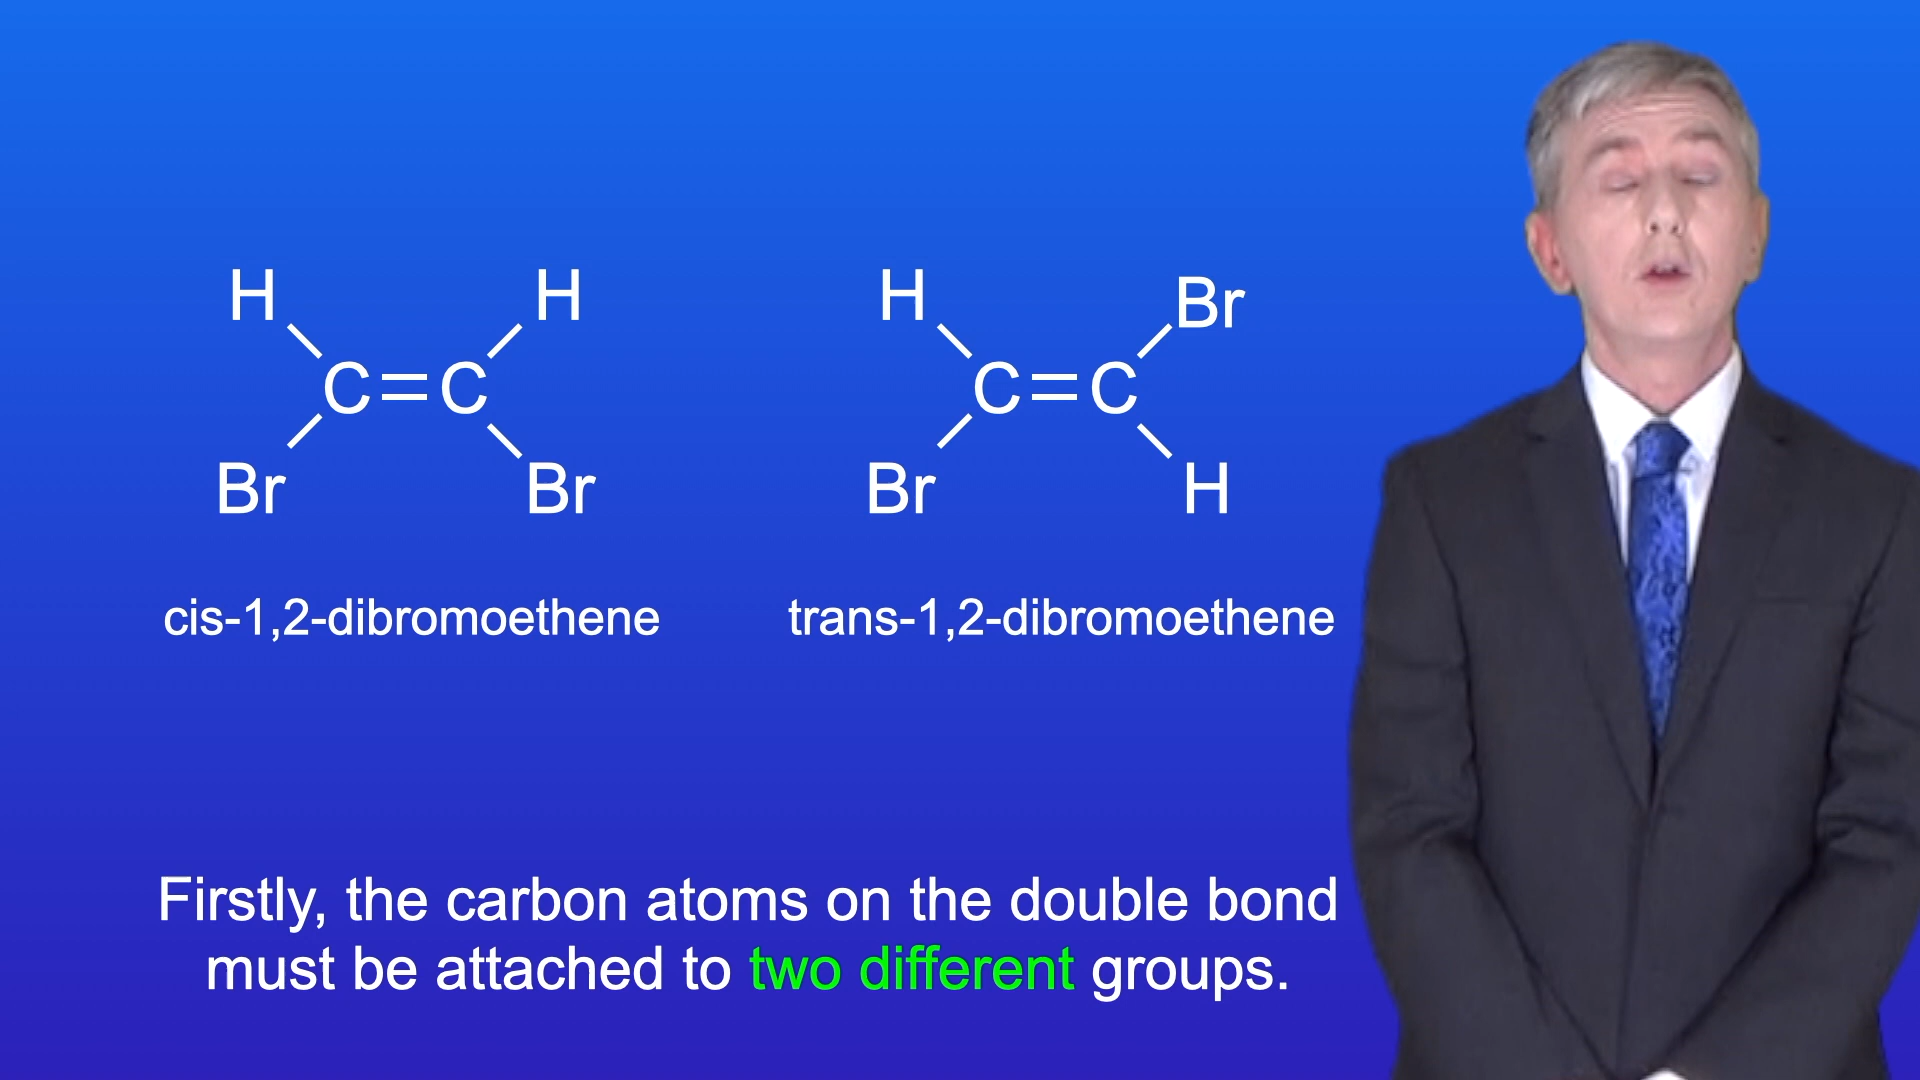 H H H Br
C=C C=C
Br Br Br H
cis-1,2-dibromoethene trans-1,2-dibromoethene
Firstly, the carbon atoms on the double bond
must be attached to two different groups.